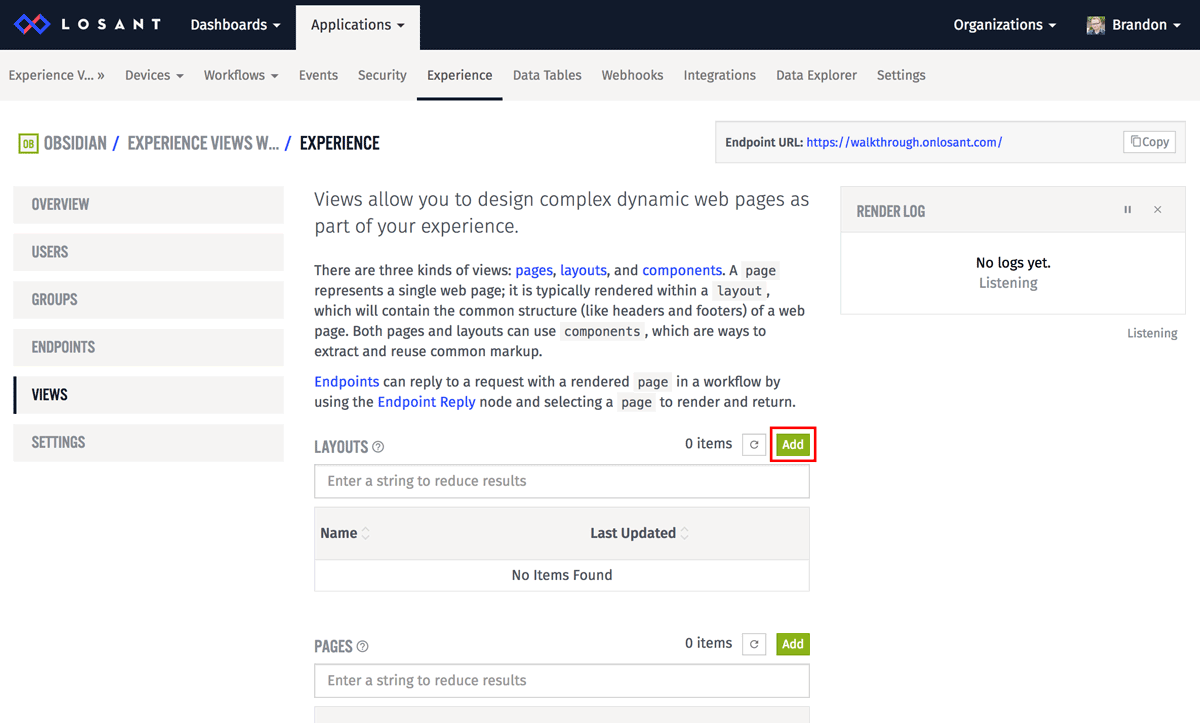 LOSANT Dashboards Applications Organizations Brandon
Experience V... » Devices Workflows Events Security Experience Data Tables Webhooks Integrations Data Explorer Settings
OB OBSIDIAN / EXPERIENCE VIEWS W... / EXPERIENCE
Endpoint URL: https://walkthrough.onlosant.com/ Copy
OVERVIEW
USERS
GROUPS
ENDPOINTS
VIEWS
SETTINGS
Views allow you to design complex dynamic web pages as
part of your experience.
There are three kinds of views: pages, layouts, and components. A page
represents a single web page; it is typically rendered within a layout,
which will contain the common structure (like headers and footers) of a web
page. Both pages and layouts can use components, which are ways to
extract and reuse common markup.
Endpoints can reply to a request with a rendered page in a workflow by
using the Endpoint Reply node and selecting a page to render and return.
LAYOUTS ? 0 items Add
Enter a string to reduce results
Name Last Updated
No Items Found
PAGES ? 0 items Add
Enter a string to reduce results
RENDER LOG
No logs yet.
Listening
Listening